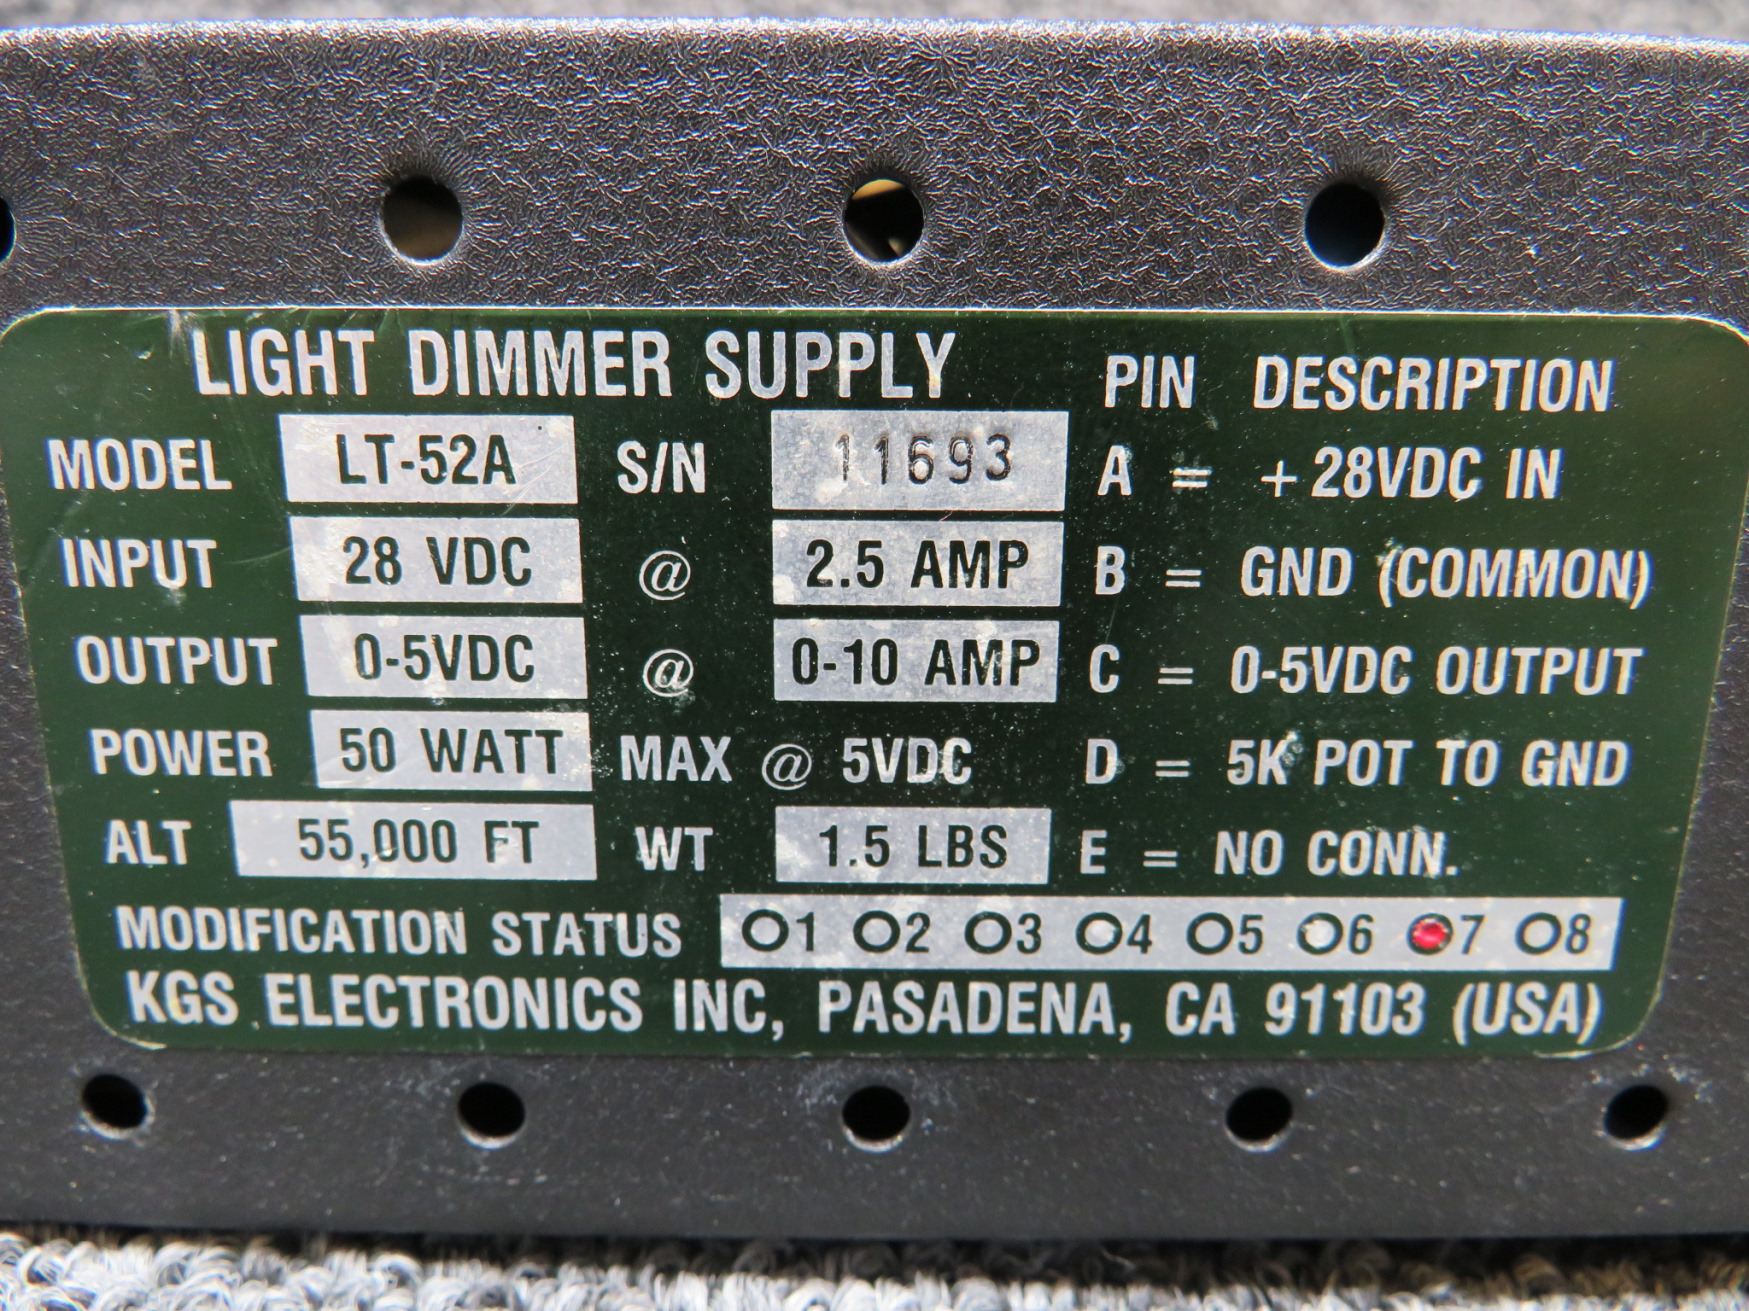 LIGHT DIMMER SUPPLY PIN DESCRIPTION
MODEL LT-52A S/N 11693 A = +28VDC IN
INPUT 28 VDC @ 2.5 AMP B = GND (COMMON)
OUTPUT 0-5VDC @ 0-10 AMP C = 0-5VDC OUTPUT
POWER 50 WATT MAX @ 5VDC D = 5K POT TO GND
ALT 55,000 FT WT 1.5 LBS E = NO CONN.
MODIFICATION STATUS O1 O2 O3 O4 O5 O6 ●7 O8
KGS ELECTRONICS INC, PASADENA, CA 91103 (USA)